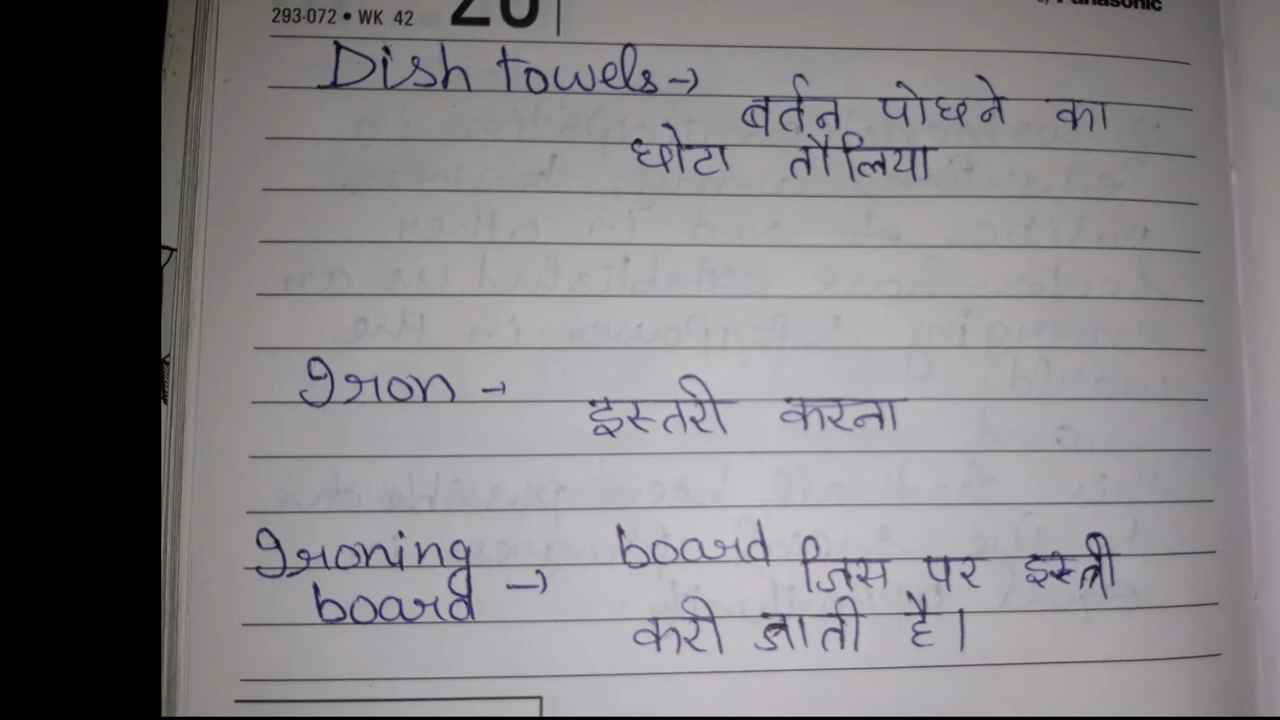 293-072 • WK 42
Panasonic
Dish towels →
बर्तन पोछने का
छोटा तौलिया
Iron →
इस्तरी करना
Ironing
board →
board जिस पर इस्त्री
करी जाती है।